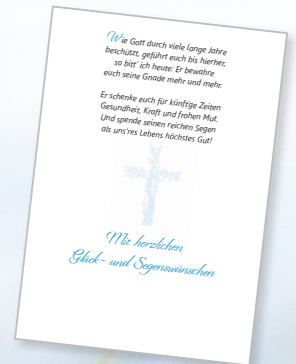 Wie Gott durch viele lange Jahre
beschützt, geführt euch bis hierher,
so bitt' ich heute: Er bewahre
euch seine Gnade mehr und mehr.
Er schenke euch für künft'ge Zeiten
Gesundheit, Kraft und frohen Mut.
Und spende seinen reichen Segen
als uns'res Lebens höchstes Gut!
Mit herzlichen
Glück- und Segenswünschen